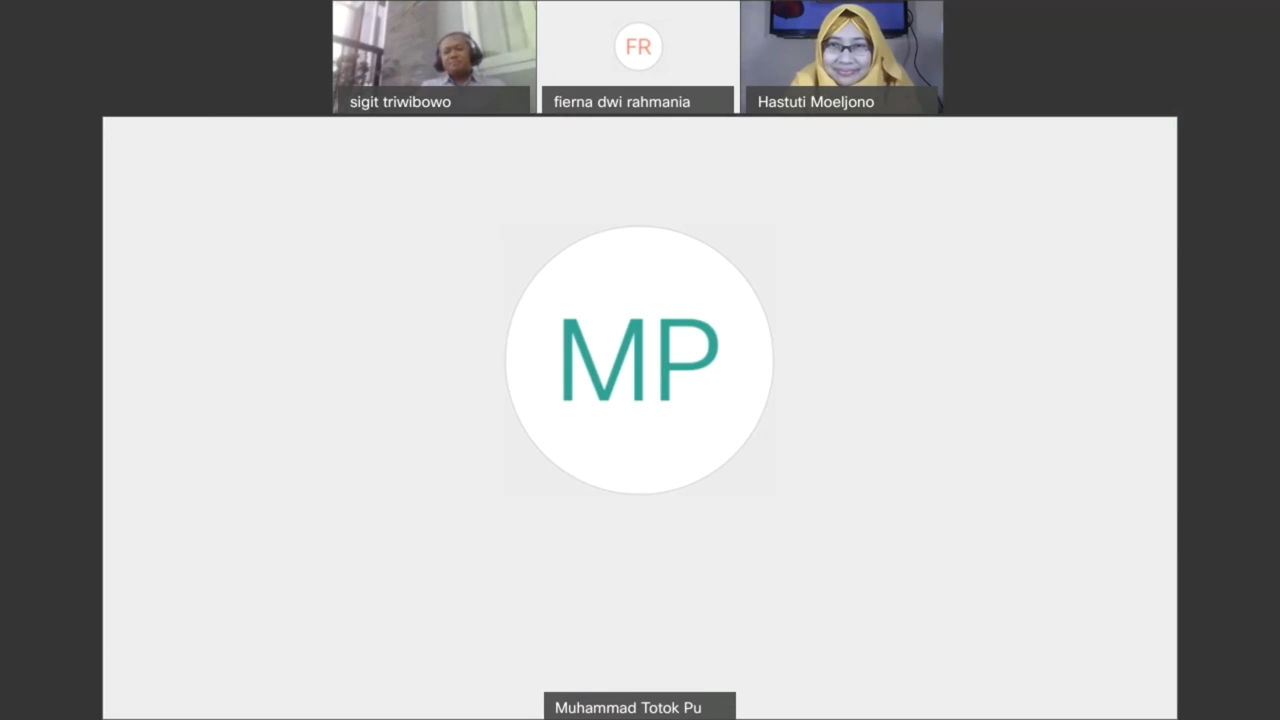 FR
sigit triwibowo
fierna dwi rahmania
Hastuti Moeljono
MP
Muhammad Totok Pu